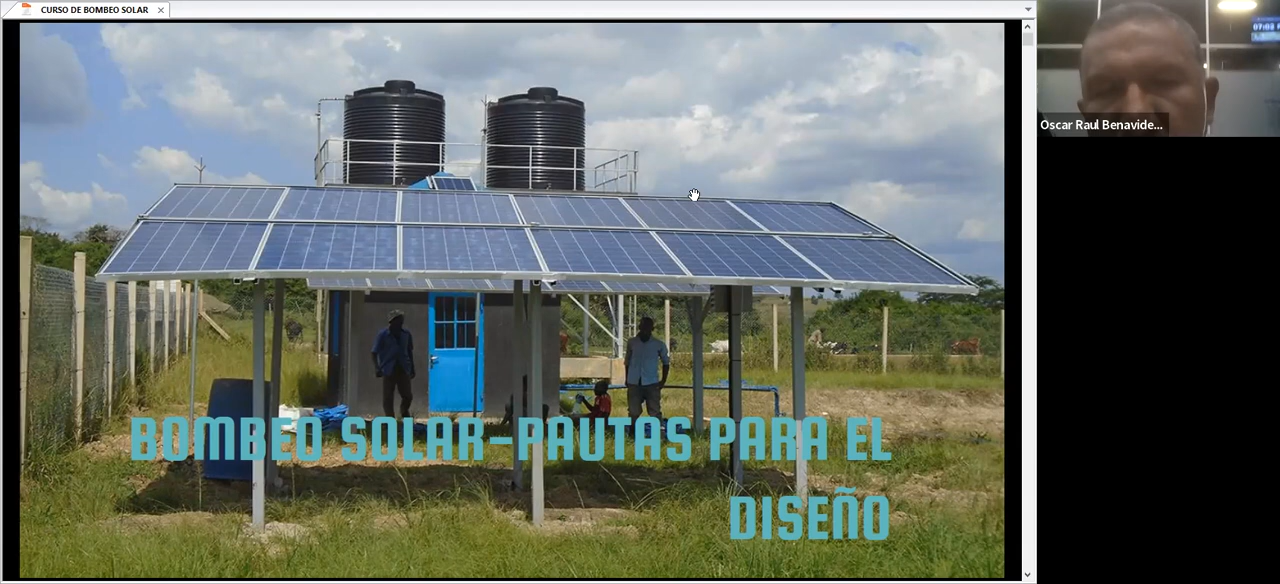 CURSO DE BOMBEO SOLAR
Oscar Raul Benavide...
BOMBEO SOLAR-PAUTAS PARA EL
DISEÑO